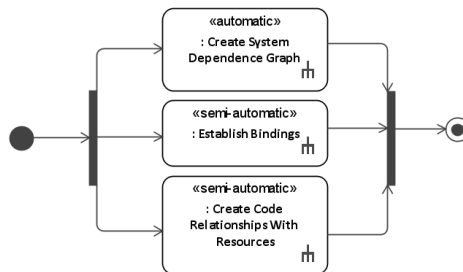 «automatic»
: Create System
Dependence Graph
«semi-automatic»
: Establish Bindings
«semi-automatic»
: Create Code
Relationships With
Resources